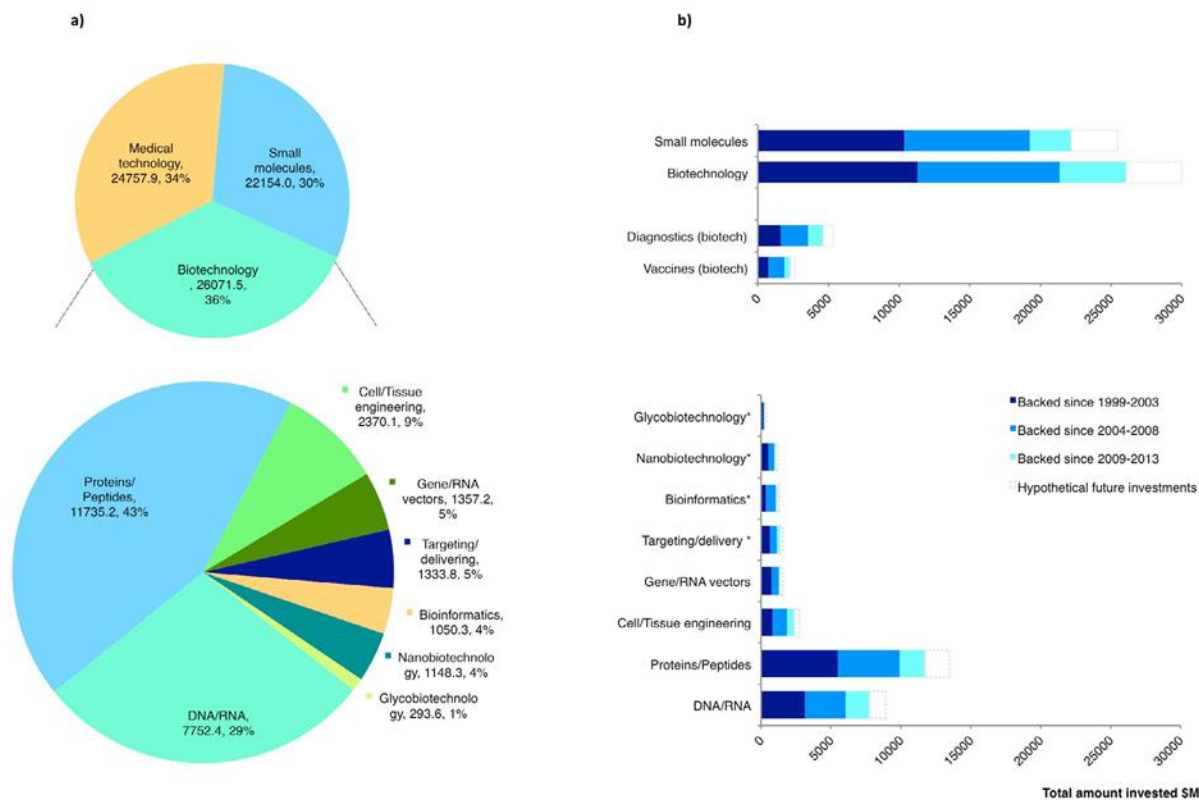 a)
Medical
technology,
24757.9, 34%
Small
molecules,
22154.0, 30%
Biotechnology
, 26071.5,
36%
Cell/Tissue
engineering,
2370.1, 9%
Proteins/
Peptides,
11735.2, 43%
Gene/RNA
vectors, 1357.2,
5%
Targeting/
delivering,
1333.8, 5%
Bioinformatics,
1050.3, 4%
Nanobiotechnolo
gy, 1148.3, 4%
Glycobiotechnolo
gy, 293.6, 1%
DNA/RNA,
7752.4, 29%
b)
Small molecules
Biotechnology
Diagnostics (biotech)
Vaccines (biotech)
0
5000
10000
15000
20000
25000
30000
Glycobiotechnology*
Nanobiotechnology*
Bioinformatics*
Targeting/delivery *
Gene/RNA vectors
Cell/Tissue engineering
Proteins/Peptides
DNA/RNA
Backed since 1999-2003
Backed since 2004-2008
Backed since 2009-2013
Hypothetical future investments
0
5000
10000
15000
20000
25000
30000
Total amount invested $M